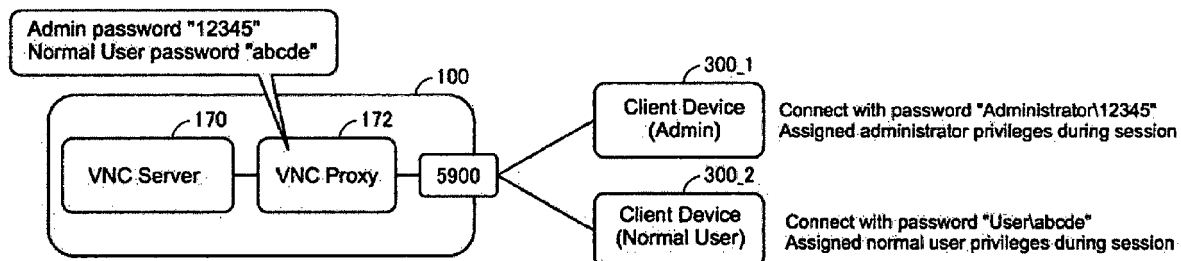 Admin password "12345"
Normal User password "abcde"
100
170
172
VNC Server
VNC Proxy
5900
300_1
Client Device
(Admin)
Connect with password "Administrator\12345"
Assigned administrator privileges during session
300_2
Client Device
(Normal User)
Connect with password "User\abcde"
Assigned normal user privileges during session